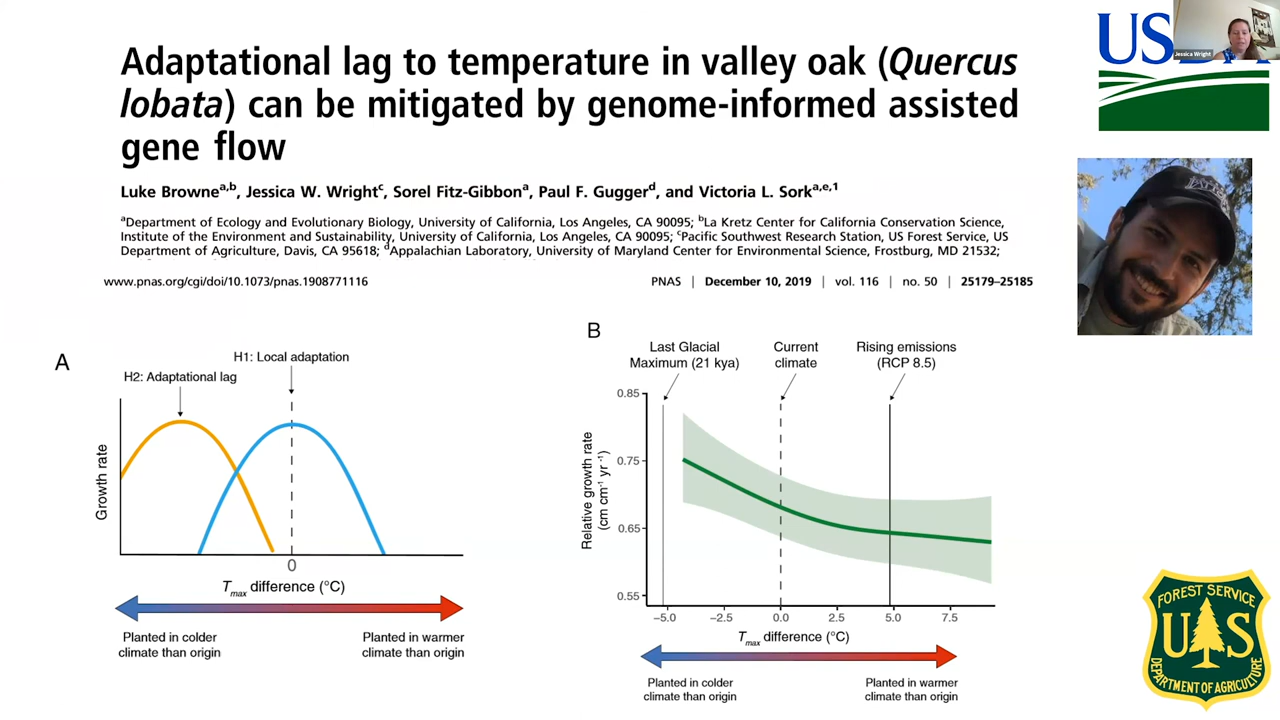 Adaptational lag to temperature in valley oak (Quercus
lobata) can be mitigated by genome-informed assisted
gene flow
Luke Browne^a,b, Jessica W. Wright^c, Sorel Fitz-Gibbon^a, Paul F. Gugger^d, and Victoria L. Sork^a,e,1
^aDepartment of Ecology and Evolutionary Biology, University of California, Los Angeles, CA 90095; ^bLa Kretz Center for California Conservation Science,
Institute of the Environment and Sustainability, University of California, Los Angeles, CA 90095; ^cPacific Southwest Research Station, US Forest Service, US
Department of Agriculture, Davis, CA 95618; ^dAppalachian Laboratory, University of Maryland Center for Environmental Science, Frostburg, MD 21532;
www.pnas.org/cgi/doi/10.1073/pnas.1908771116
PNAS | December 10, 2019 | vol. 116 | no. 50 | 25179–25185
Jessica Wright
A
H1: Local adaptation
H2: Adaptational lag
Growth rate
0
Tmax difference (°C)
Planted in colder
climate than origin
Planted in warmer
climate than origin
B
Last Glacial
Maximum (21 kya)
Current
climate
Rising emissions
(RCP 8.5)
Relative growth rate
(cm cm⁻¹ yr⁻¹)
0.85
0.75
0.65
0.55
−5.0 −2.5 0.0 2.5 5.0 7.5
Tmax difference (°C)
Planted in colder
climate than origin
Planted in warmer
climate than origin
FOREST SERVICE
U S
DEPARTMENT OF AGRICULTURE